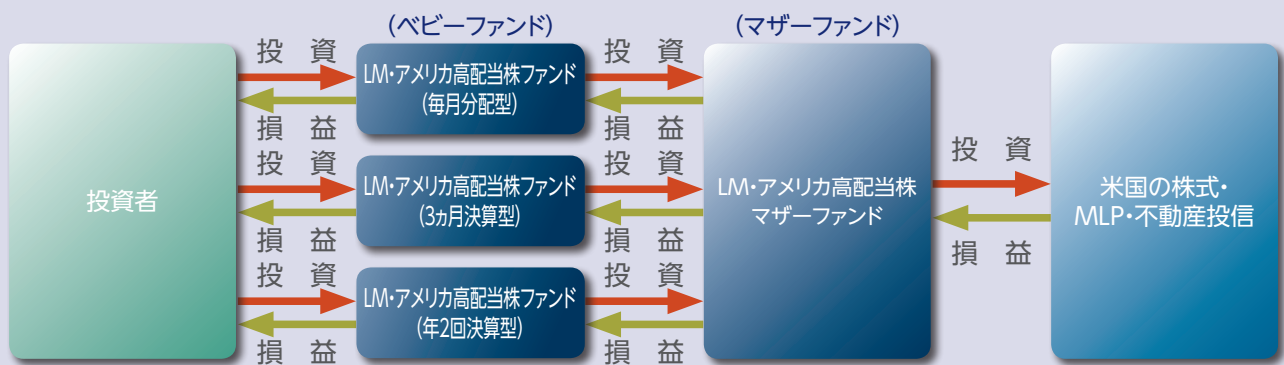 (ベビーファンド)
(マザーファンド)
投資者
投 資
損 益
LM・アメリカ高配当株ファンド
(毎月分配型)
投 資
損 益
投 資
損 益
LM・アメリカ高配当株ファンド
(3ヵ月決算型)
投 資
損 益
投 資
損 益
LM・アメリカ高配当株ファンド
(年2回決算型)
投 資
損 益
LM・アメリカ高配当株
マザーファンド
投 資
損 益
米国の株式・
MLP・不動産投信